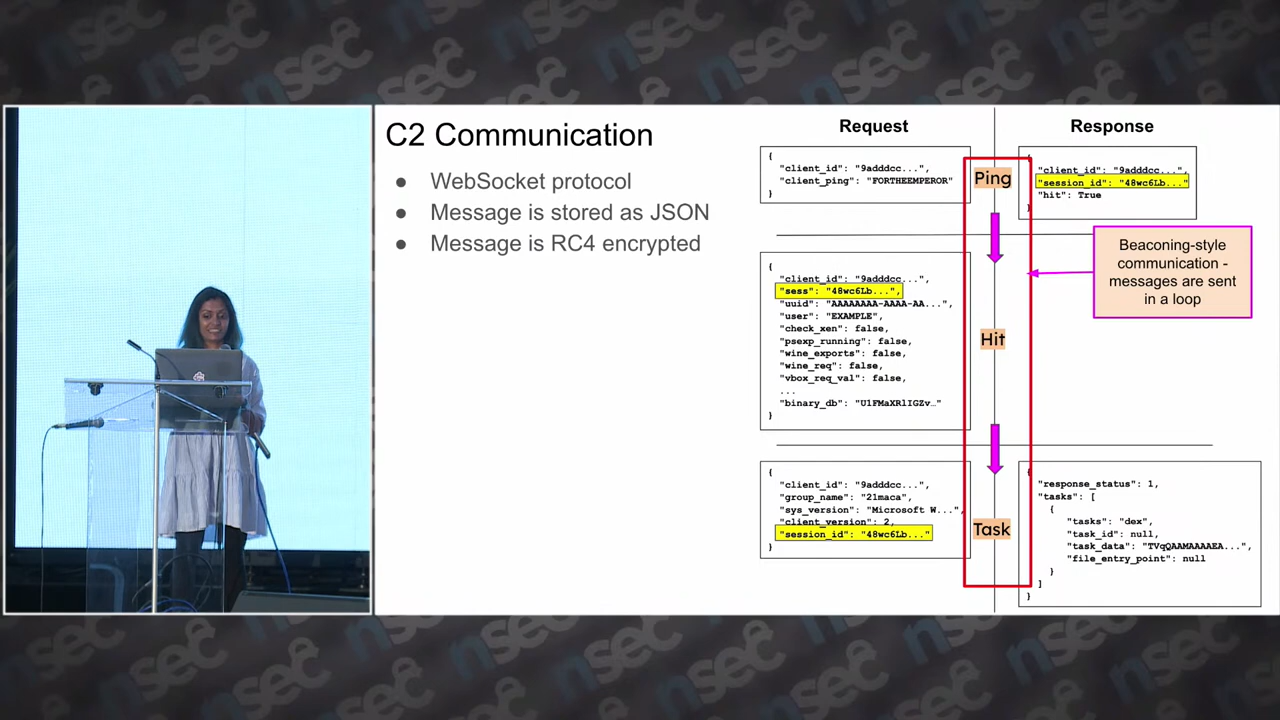 nsec
C2 Communication
● WebSocket protocol
● Message is stored as JSON
● Message is RC4 encrypted
Request
Response
{
"client_id": "9adddcc...",
"client_ping": "FORTHEEMPEROR"
}
Ping
{
"client_id": "9adddcc...",
"session_id": "48wc6Lb..."
"hit": True
}
Beaconing-style
communication -
messages are sent
in a loop
{
"client_id": "9adddcc...",
"sess": "48wc6Lb...",
"uuid": "AAAAAAAA-AAAA-AA...",
"user": "EXAMPLE",
"check_xen": false,
"psexp_running": false,
"wine_exports": false,
"wine_req": false,
"vbox_req_val": false,
...
"binary_db": "U1FMaXRlIGZv…"
}
Hit
{
"client_id": "9adddcc...",
"group_name": "21maca",
"sys_version": "Microsoft W...",
"client_version": 2,
"session_id": "48wc6Lb..."
}
Task
{
"response_status": 1,
"tasks": [
{
"tasks": "dex",
"task_id": null,
"task_data": "TVqQAAMAAAAEA...",
"file_entry_point": null
}
]
}
nsec